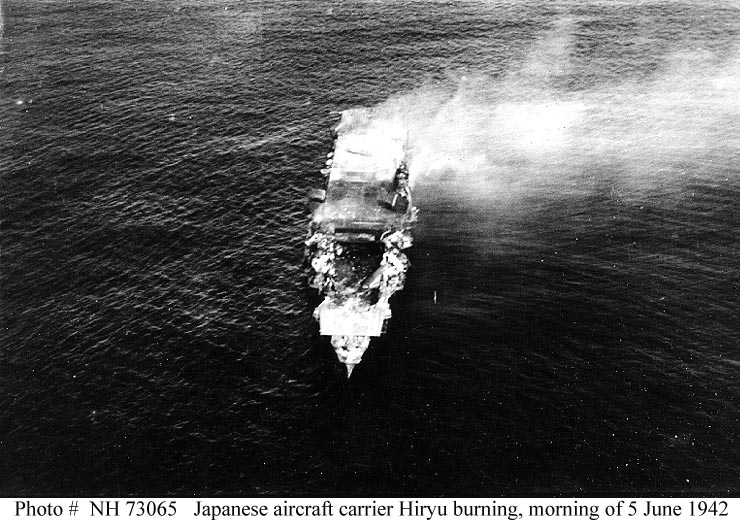 Photo # NH 73065 Japanese aircraft carrier Hiryu burning, morning of 5 June 1942